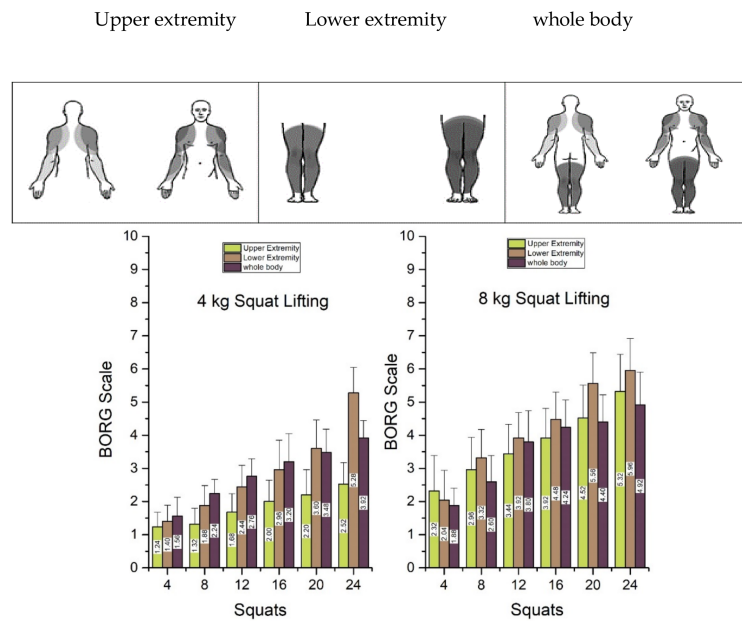 Upper extremity Lower extremity whole body
10
9
8
7
6
5
4
3
2
1
0
BORG Scale
Upper Extremity
Lower Extremity
whole body
4 kg Squat Lifting
1.24 1.40 1.56 1.32 1.88 2.24 1.68 2.44 2.76 2.00 2.96 3.20 2.20 3.60 3.48 2.52 5.28 3.92
4 8 12 16 20 24
Squats
10
9
8
7
6
5
4
3
2
1
0
BORG Scale
Upper Extremity
Lower Extremity
whole body
8 kg Squat Lifting
2.32 2.04 1.88 2.96 3.32 2.60 3.44 3.92 3.80 3.92 4.48 4.24 4.52 5.56 4.40 5.32 5.96 4.92
4 8 12 16 20 24
Squats